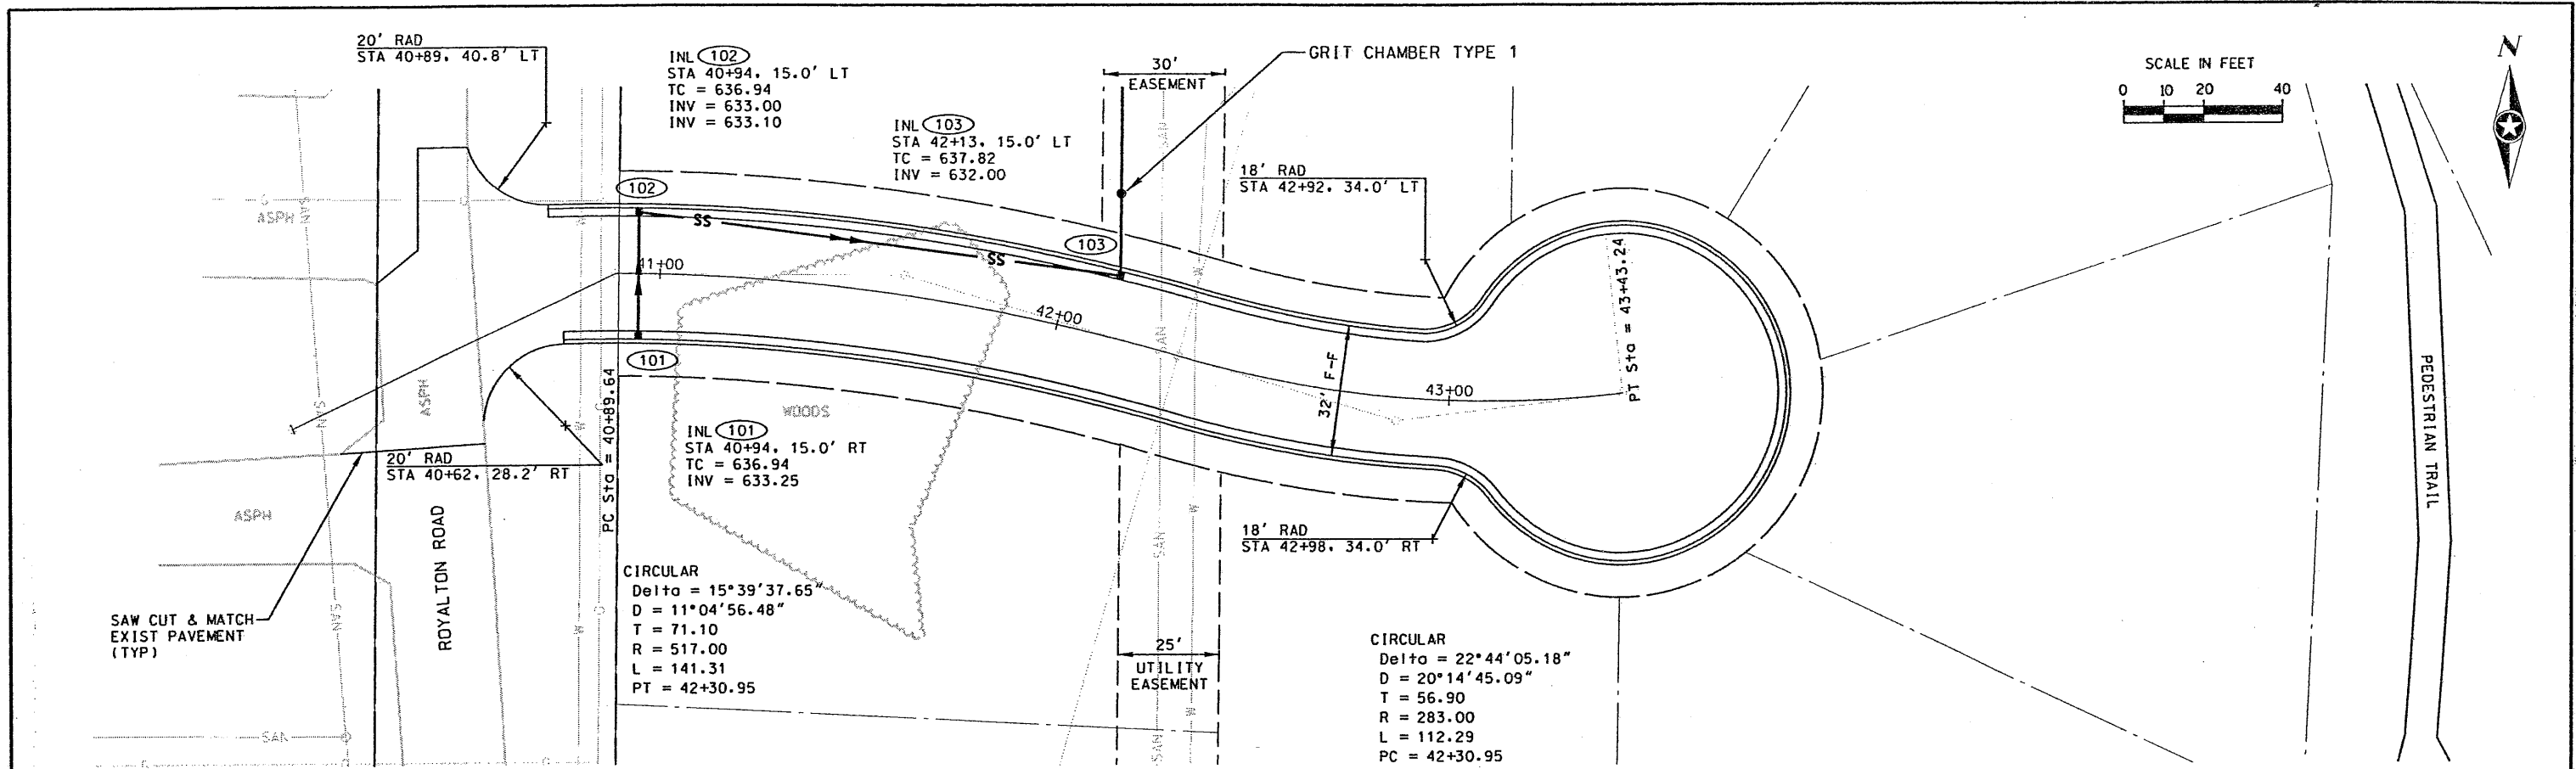 20' RAD
STA 40+89. 40.8' LT
INL 102
STA 40+94. 15.0' LT
TC = 636.94
INV = 633.00
INV = 633.10
INL 103
STA 42+13. 15.0' LT
TC = 637.82
INV = 632.00
30'
EASEMENT
GRIT CHAMBER TYPE 1
SCALE IN FEET
0 10 20 40
N
18' RAD
STA 42+92. 34.0' LT
102
103
SS
SS
41+00
42+00
43+00
101
32' F-F
PT Sta = 43+43.24
PC Sta = 40+89.64
G
ASPH
SAN
SAN
SAN
ASPH
ASPH
WOODS
SAN
SAN
SAN
SAN
W
W
W
W
W
INL 101
STA 40+94. 15.0' RT
TC = 636.94
INV = 633.25
20' RAD
STA 40+62. 28.2' RT
18' RAD
STA 42+98. 34.0' RT
ROYALTON ROAD
PEDESTRIAN TRAIL
SAW CUT & MATCH
EXIST PAVEMENT
(TYP)
CIRCULAR
Delta = 15°39'37.65"
D = 11°04'56.48"
T = 71.10
R = 517.00
L = 141.31
PT = 42+30.95
25'
UTILITY
EASEMENT
CIRCULAR
Delta = 22°44'05.18"
D = 20°14'45.09"
T = 56.90
R = 283.00
L = 112.29
PC = 42+30.95
SAN
SAN
G